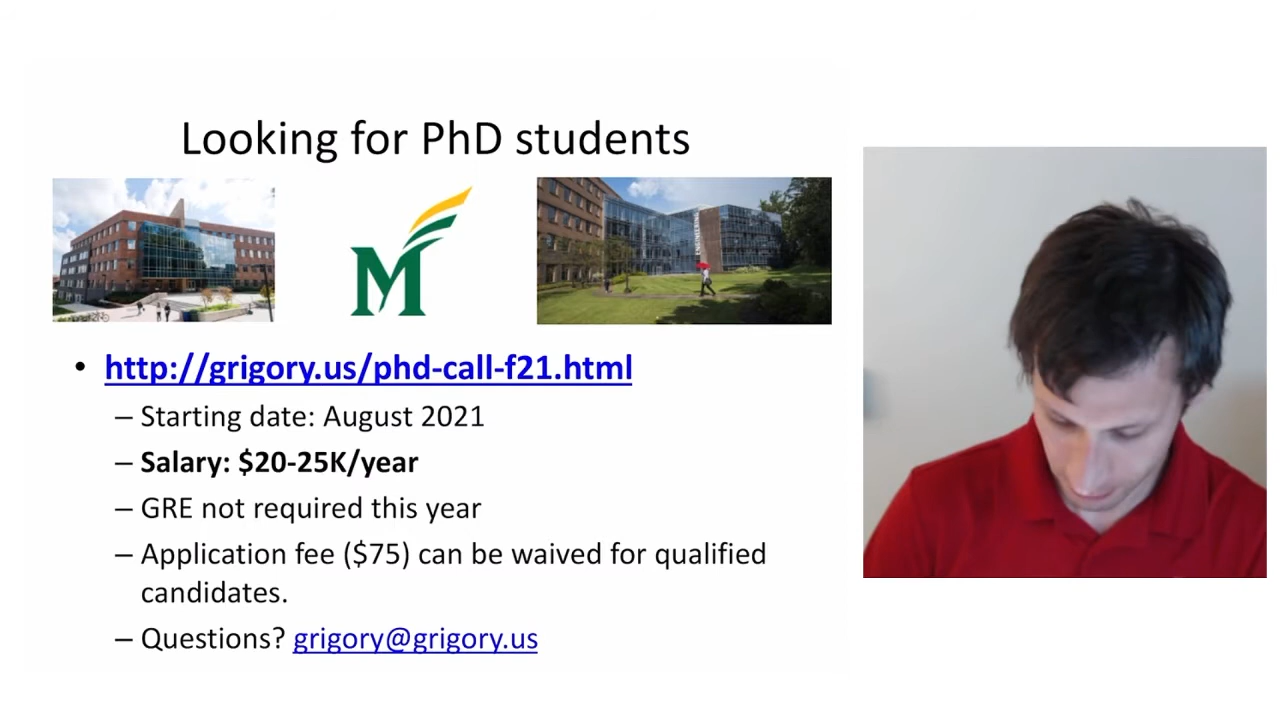 Looking for PhD students
M
• http://grigory.us/phd-call-f21.html
– Starting date: August 2021
– Salary: $20-25K/year
– GRE not required this year
– Application fee ($75) can be waived for qualified
candidates.
– Questions? grigory@grigory.us